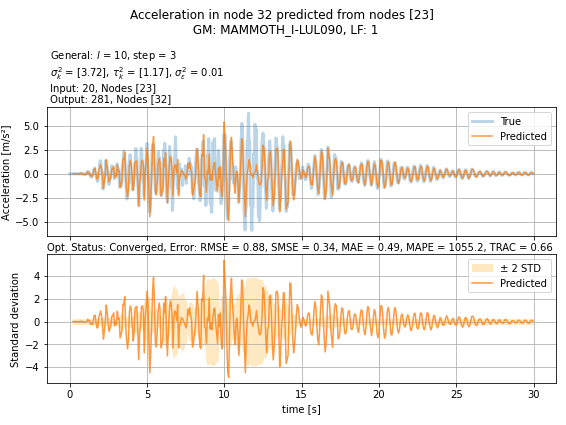 Acceleration in node 32 predicted from nodes [23]
GM: MAMMOTH_I-LUL090, LF: 1
General: l = 10, step = 3
σ²ₖ = [3.72], τ²ₖ = [1.17], σ²ε = 0.01
Input: 20, Nodes [23]
Output: 281, Nodes [32]
Acceleration [m/s²]
5.0
2.5
0.0
−2.5
−5.0
True
Predicted
Opt. Status: Converged, Error: RMSE = 0.88, SMSE = 0.34, MAE = 0.49, MAPE = 1055.2, TRAC = 0.66
Standard deviation
4
2
0
−2
−4
± 2 STD
Predicted
0 5 10 15 20 25 30
time [s]